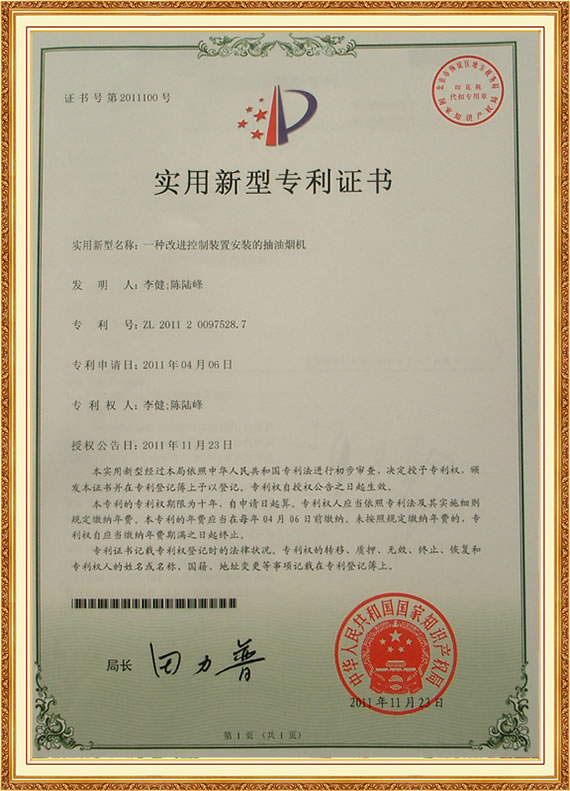 证书号第2011100号
印花税
代扣专用章
实用新型专利证书
实用新型名称：一种改进控制装置安装的抽油烟机
发明人：李健;陈陆峰
专利号：ZL 2011 2 0097528.7
专利申请日：2011年04月06日
专利权人：李健;陈陆峰
授权公告日：2011年11月23日
本实用新型经过本局依照中华人民共和国专利法进行初步审查，决定授予专利权，颁
发本证书并在专利登记簿上予以登记。专利权自授权公告之日起生效。
本专利的专利权期限为十年，自申请日起算。专利权人应当依照专利法及其实施细则
规定缴纳年费。本专利的年费应当在每年04月06日前缴纳。未按照规定缴纳年费的，专
利权自应当缴纳年费期满之日起终止。
专利证书记载专利权登记时的法律状况。专利权的转移、质押、无效、终止、恢复和
专利权人的姓名或名称、国籍、地址变更等事项记载在专利登记簿上。
局长 田力普
中华人民共和国国家知识产权局
2011年11月23日
第1页（共1页）